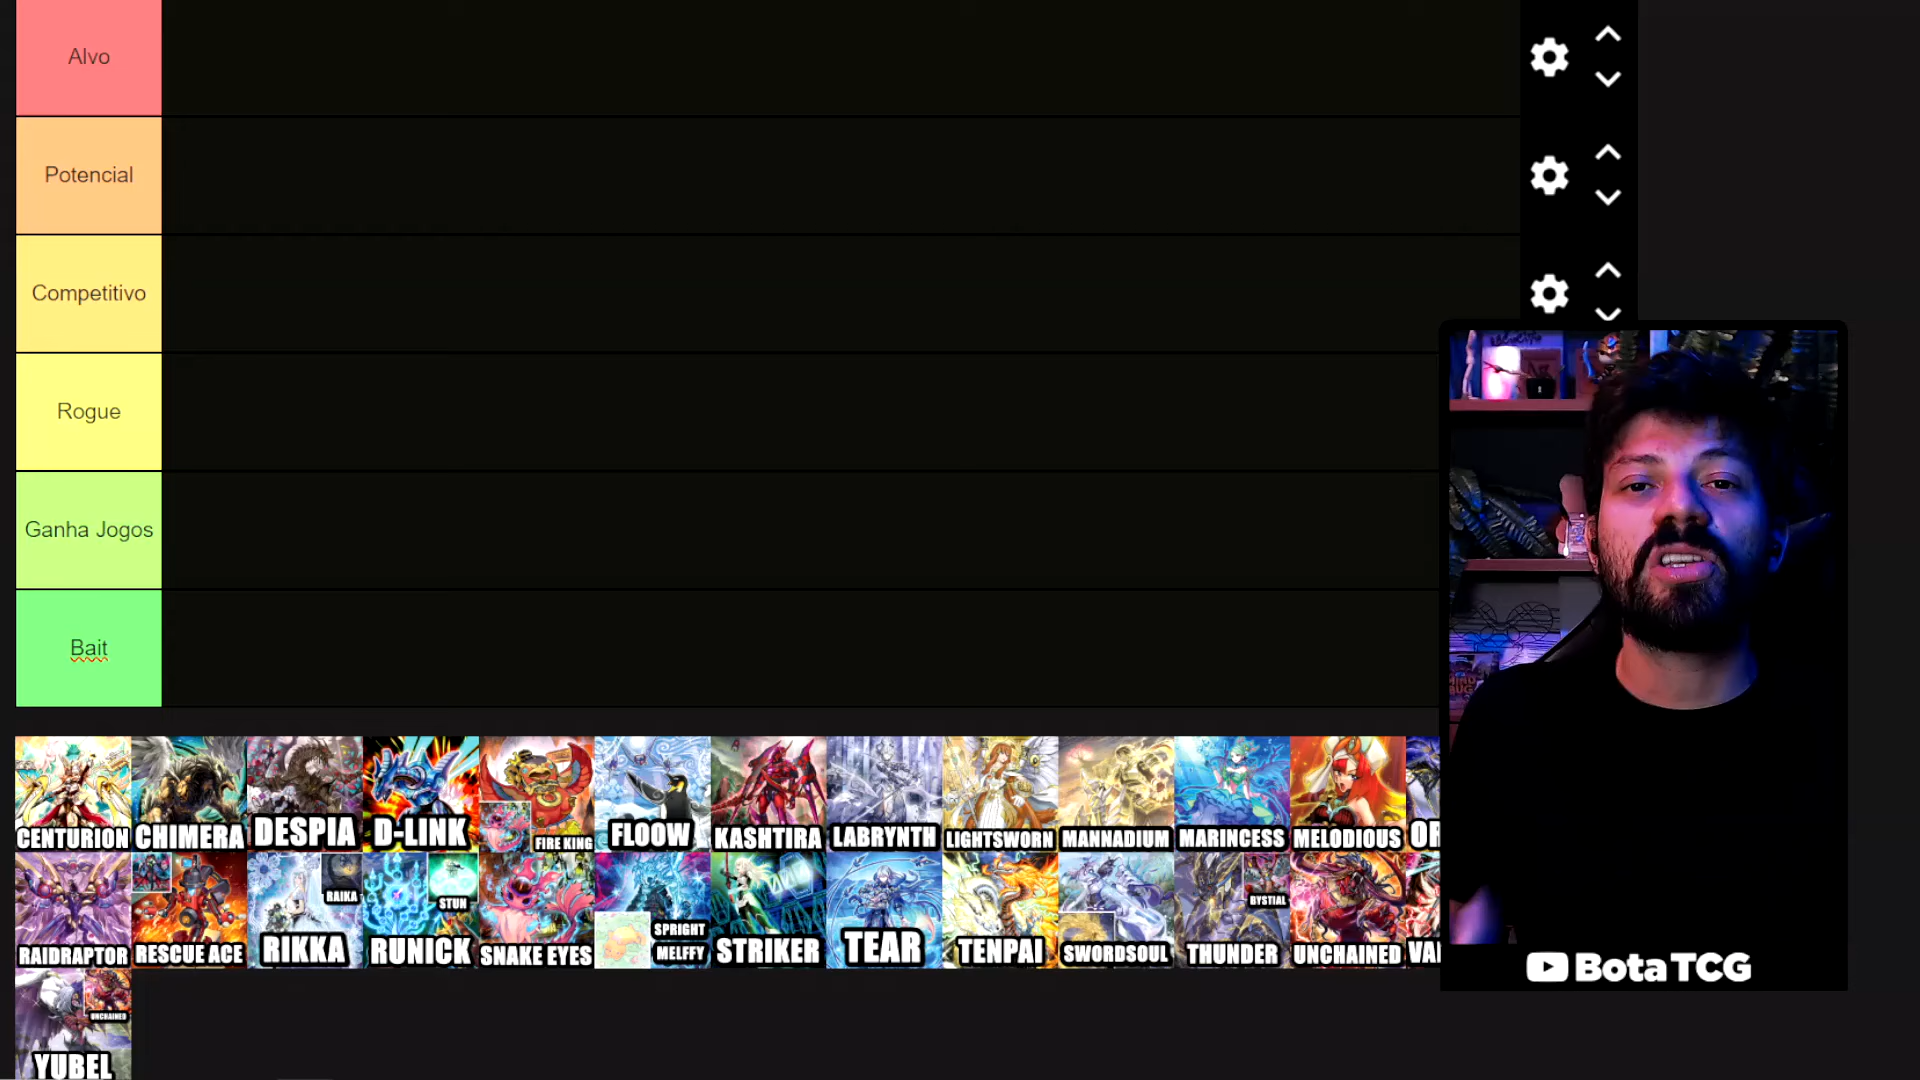 Alvo
Potencial
Competitivo
Rogue
Ganha Jogos
Bait
CENTURION CHIMERA DESPIA D-LINK FIRE KING FLOOW KASHTIRA LABRYNTH LIGHTSWORN MANNADIUM MARINCESS MELODIOUS OR
RAIDRAPTOR RESCUE ACE RAIKA RIKKA STUN RUNICK SNAKE EYES SPRIGHT MELFFY STRIKER TEAR TENPAI SWORDSOUL BYSTIAL THUNDER UNCHAINED VA
UNCHAINED
YUBEL
BotaTCG